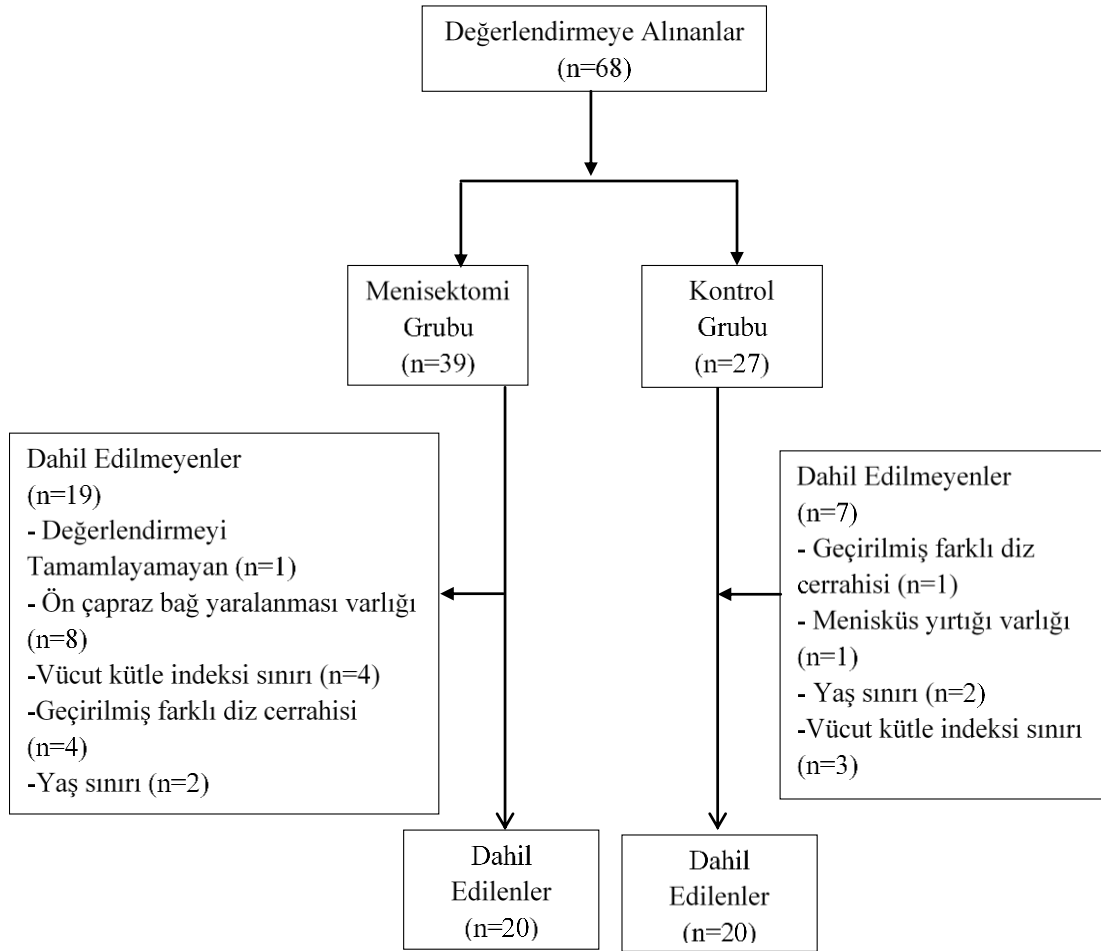 Değerlendirmeye Alınanlar
(n=68)
Menisektomi
Grubu
(n=39)
Kontrol
Grubu
(n=27)
Dahil Edilmeyenler
(n=19)
- Değerlendirmeyi
Tamamlayamayan (n=1)
- Ön çapraz bağ yaralanması varlığı
(n=8)
-Vücut kütle indeksi sınırı (n=4)
-Geçirilmiş farklı diz cerrahisi
(n=4)
-Yaş sınırı (n=2)
Dahil Edilmeyenler
(n=7)
- Geçirilmiş farklı diz
cerrahisi (n=1)
- Menisküs yırtığı varlığı
(n=1)
- Yaş sınırı (n=2)
-Vücut kütle indeksi sınırı
(n=3)
Dahil
Edilenler
(n=20)
Dahil
Edilenler
(n=20)